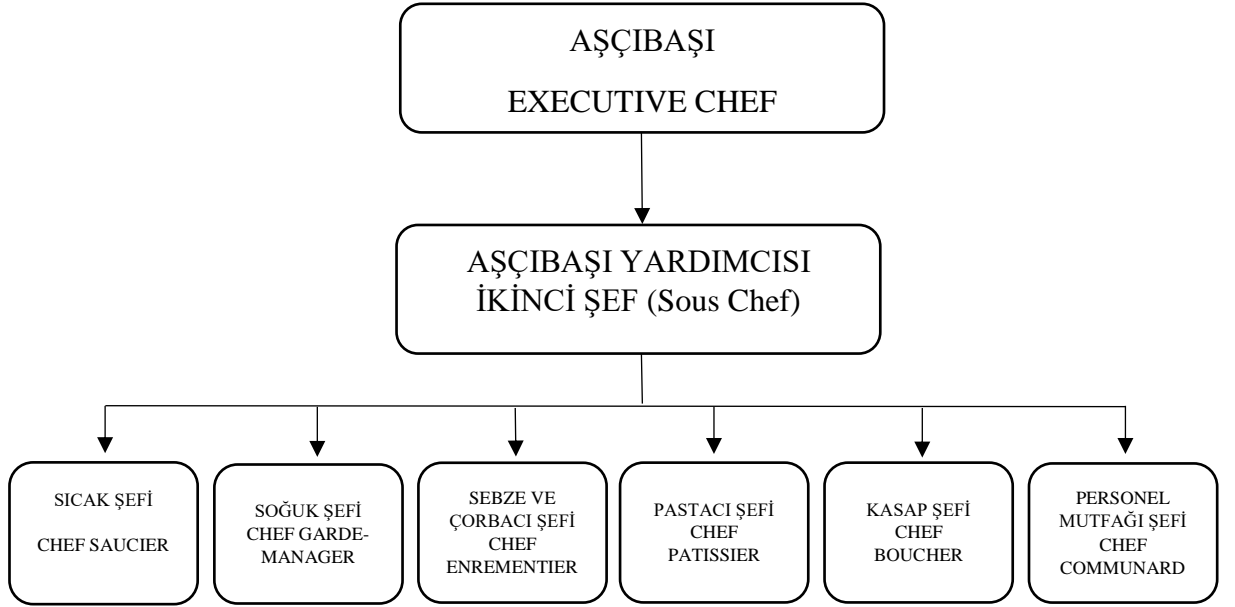 AŞÇIBAŞI
EXECUTIVE CHEF
AŞÇIBAŞI YARDIMCISI
İKİNCİ ŞEF (Sous Chef)
SICAK ŞEFİ
CHEF SAUCIER
SOĞUK ŞEFİ
CHEF GARDE-
MANAGER
SEBZE VE
ÇORBACI ŞEFİ
CHEF
ENREMENTIER
PASTACI ŞEFİ
CHEF
PATISSIER
KASAP ŞEFİ
CHEF
BOUCHER
PERSONEL
MUTFAĞI ŞEFİ
CHEF
COMMUNARD